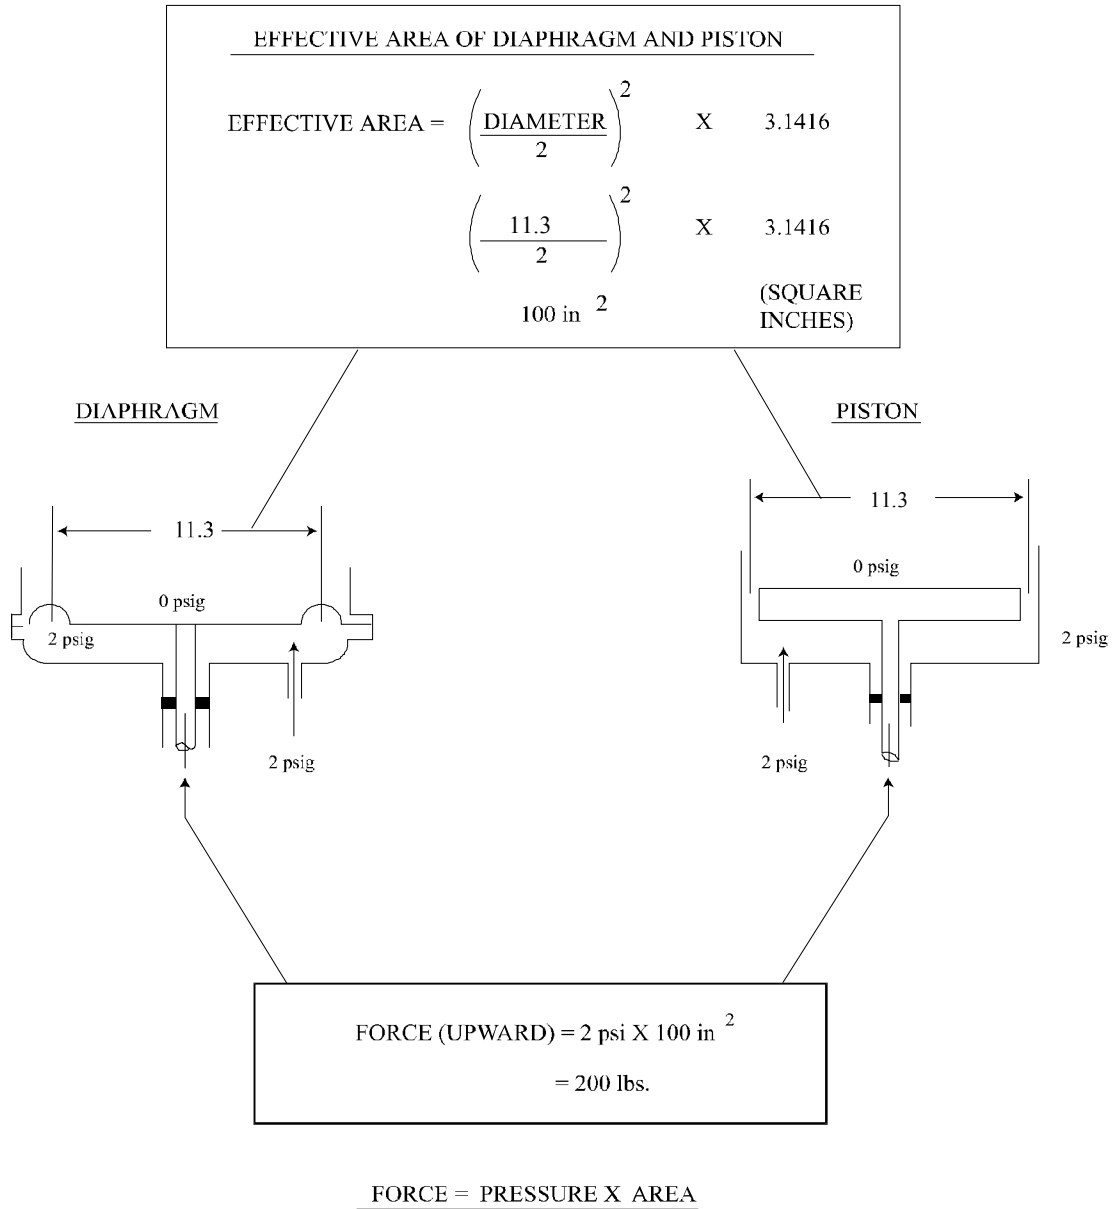 EFFECTIVE AREA OF DIAPHRAGM AND PISTON
EFFECTIVE AREA = (DIAMETER / 2)² X 3.1416
(11.3 / 2)² X 3.1416
100 in ² (SQUARE
INCHES)
DIAPHRAGM
PISTON
11.3
11.3
0 psig
0 psig
2 psig
2 psig
2 psig
2 psig
FORCE (UPWARD) = 2 psi X 100 in ²
= 200 lbs.
FORCE = PRESSURE X AREA